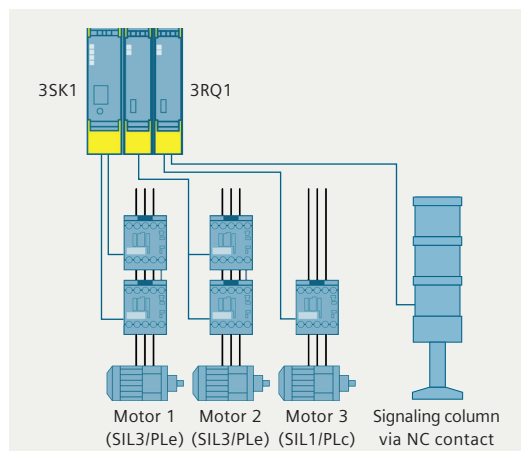 3SK1
3RQ1
Motor 1
(SIL3/PLe)
Motor 2
(SIL3/PLe)
Motor 3
(SIL1/PLc)
Signaling column
via NC contact